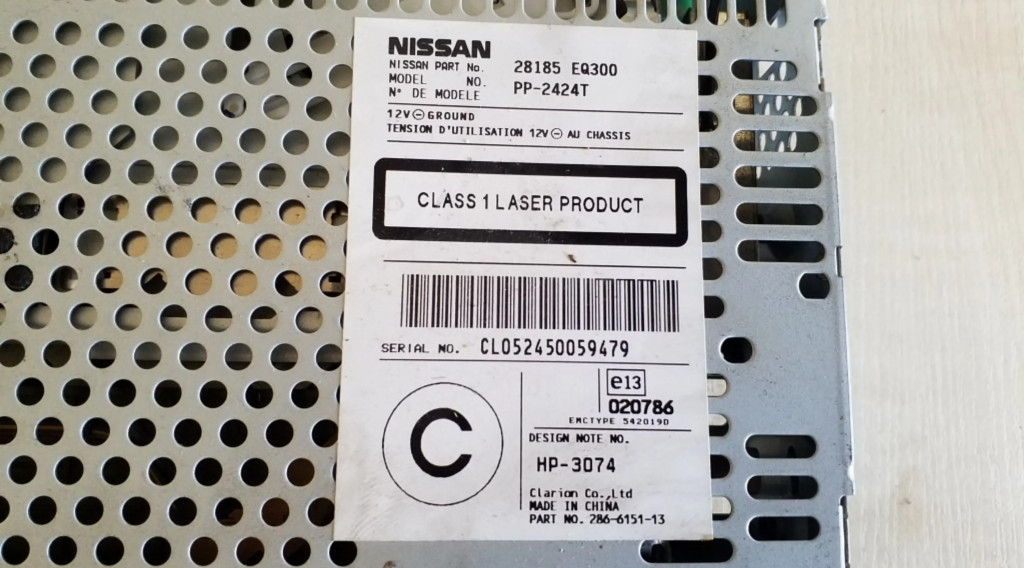 NISSAN
NISSAN PART No. 28185 EQ300
MODEL NO.
N° DE MODELE PP-2424T
12V⊖GROUND
TENSION D'UTILISATION 12V⊖ AU CHASSIS
CLASS 1 LASER PRODUCT
SERIAL NO. CL052450059479
C
e13
020786
EMCTYPE 542019D
DESIGN NOTE NO.
HP-3074
Clarion Co.,Ltd
MADE IN CHINA
PART NO. 286-6151-13